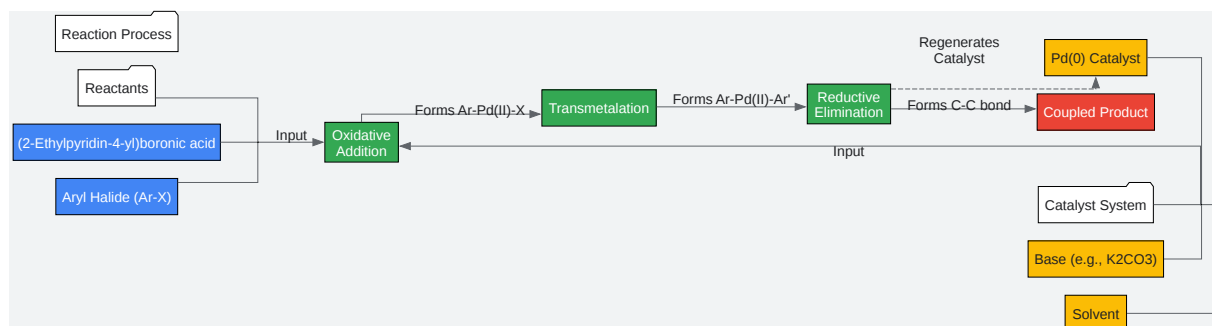 Reaction Process
Reactants
(2-Ethylpyridin-4-yl)boronic acid
Aryl Halide (Ar-X)
Input
Oxidative
Addition
Forms Ar-Pd(II)-X
Transmetalation
Forms Ar-Pd(II)-Ar'
Reductive
Elimination
Regenerates
Catalyst
Forms C-C bond
Pd(0) Catalyst
Coupled Product
Input
Catalyst System
Base (e.g., K2CO3)
Solvent